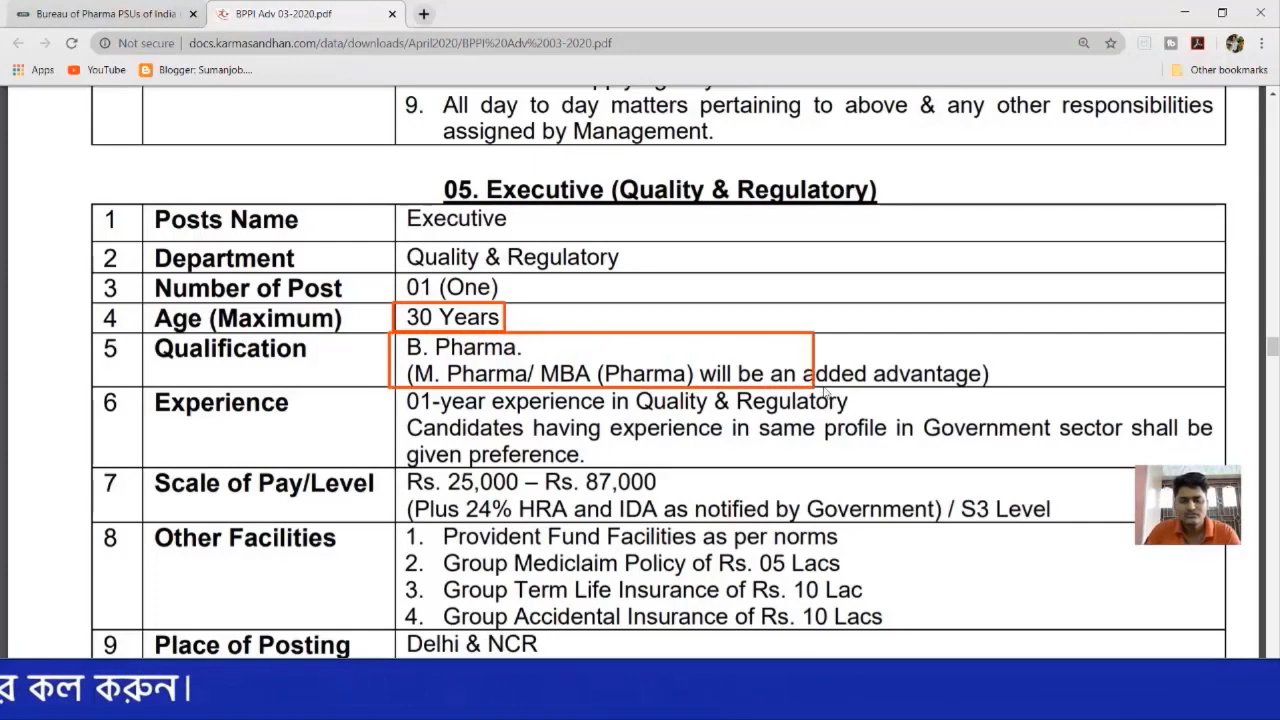 Bureau of Pharma PSUs of India
BPPI Adv 03-2020.pdf
Not secure
docs.karmasandhan.com/data/downloads/April2020/BPPI%20Adv%2003-2020.pdf
Apps
YouTube
Blogger: Sumanjob....
Other bookmarks
9. All day to day matters pertaining to above & any other responsibilities
assigned by Management.
05. Executive (Quality & Regulatory)
1 Posts Name Executive
2 Department Quality & Regulatory
3 Number of Post 01 (One)
4 Age (Maximum) 30 Years
5 Qualification B. Pharma.
(M. Pharma/ MBA (Pharma) will be an added advantage)
6 Experience 01-year experience in Quality & Regulatory
Candidates having experience in same profile in Government sector shall be
given preference.
7 Scale of Pay/Level Rs. 25,000 – Rs. 87,000
(Plus 24% HRA and IDA as notified by Government) / S3 Level
8 Other Facilities 1. Provident Fund Facilities as per norms
2. Group Mediclaim Policy of Rs. 05 Lacs
3. Group Term Life Insurance of Rs. 10 Lac
4. Group Accidental Insurance of Rs. 10 Lacs
9 Place of Posting Delhi & NCR
র কল করুন।